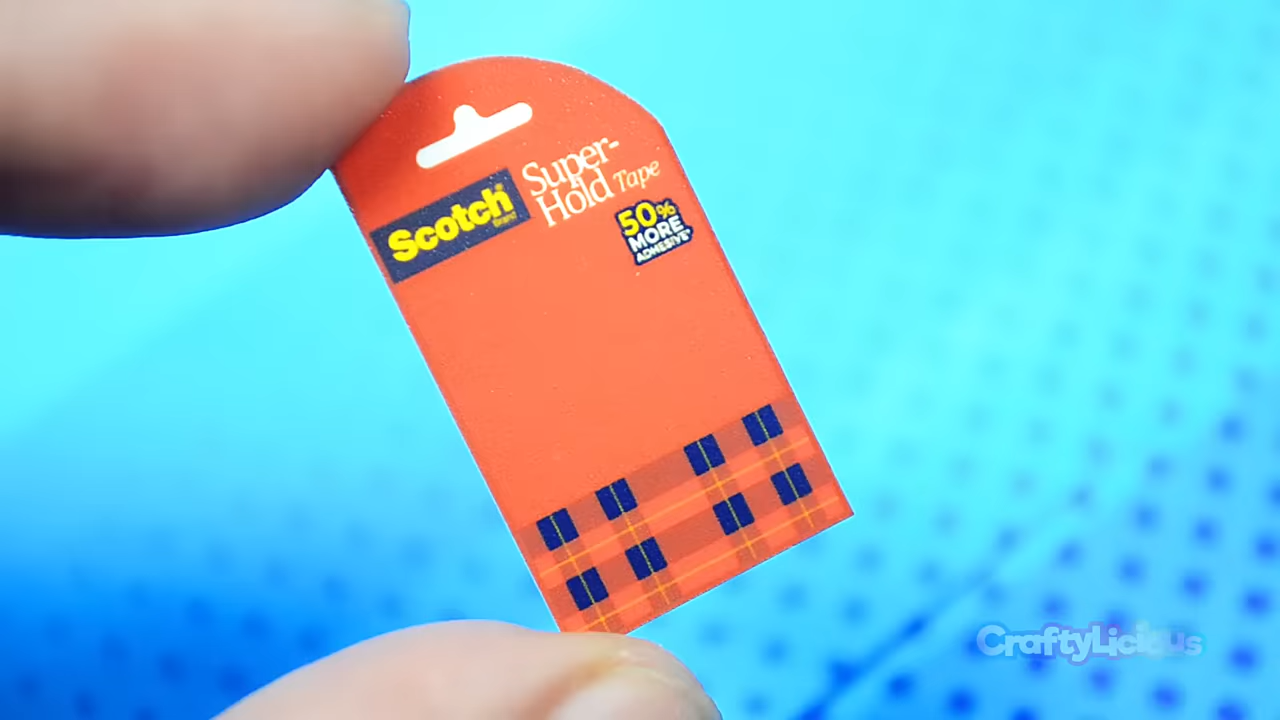 Scotch
Brand
Super-
Hold Tape
50%
MORE
ADHESIVE*
CraftyLicious